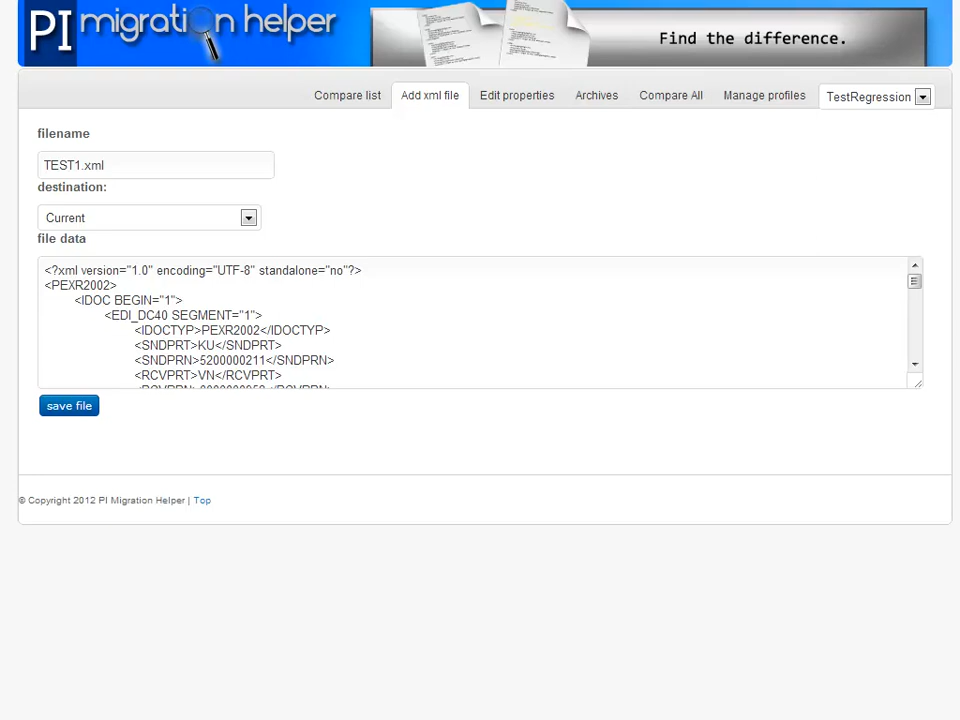 PI migration helper
Find the difference.
Compare list Add xml file Edit properties Archives Compare All Manage profiles TestRegression
filename
TEST1.xml
destination:
Current
file data
<?xml version="1.0" encoding="UTF-8" standalone="no"?>
<PEXR2002>
<IDOC BEGIN="1">
<EDI_DC40 SEGMENT="1">
<IDOCTYP>PEXR2002</IDOCTYP>
<SNDPRT>KU</SNDPRT>
<SNDPRN>5200000211</SNDPRN>
<RCVPRT>VN</RCVPRT>
save file
© Copyright 2012 PI Migration Helper | Top